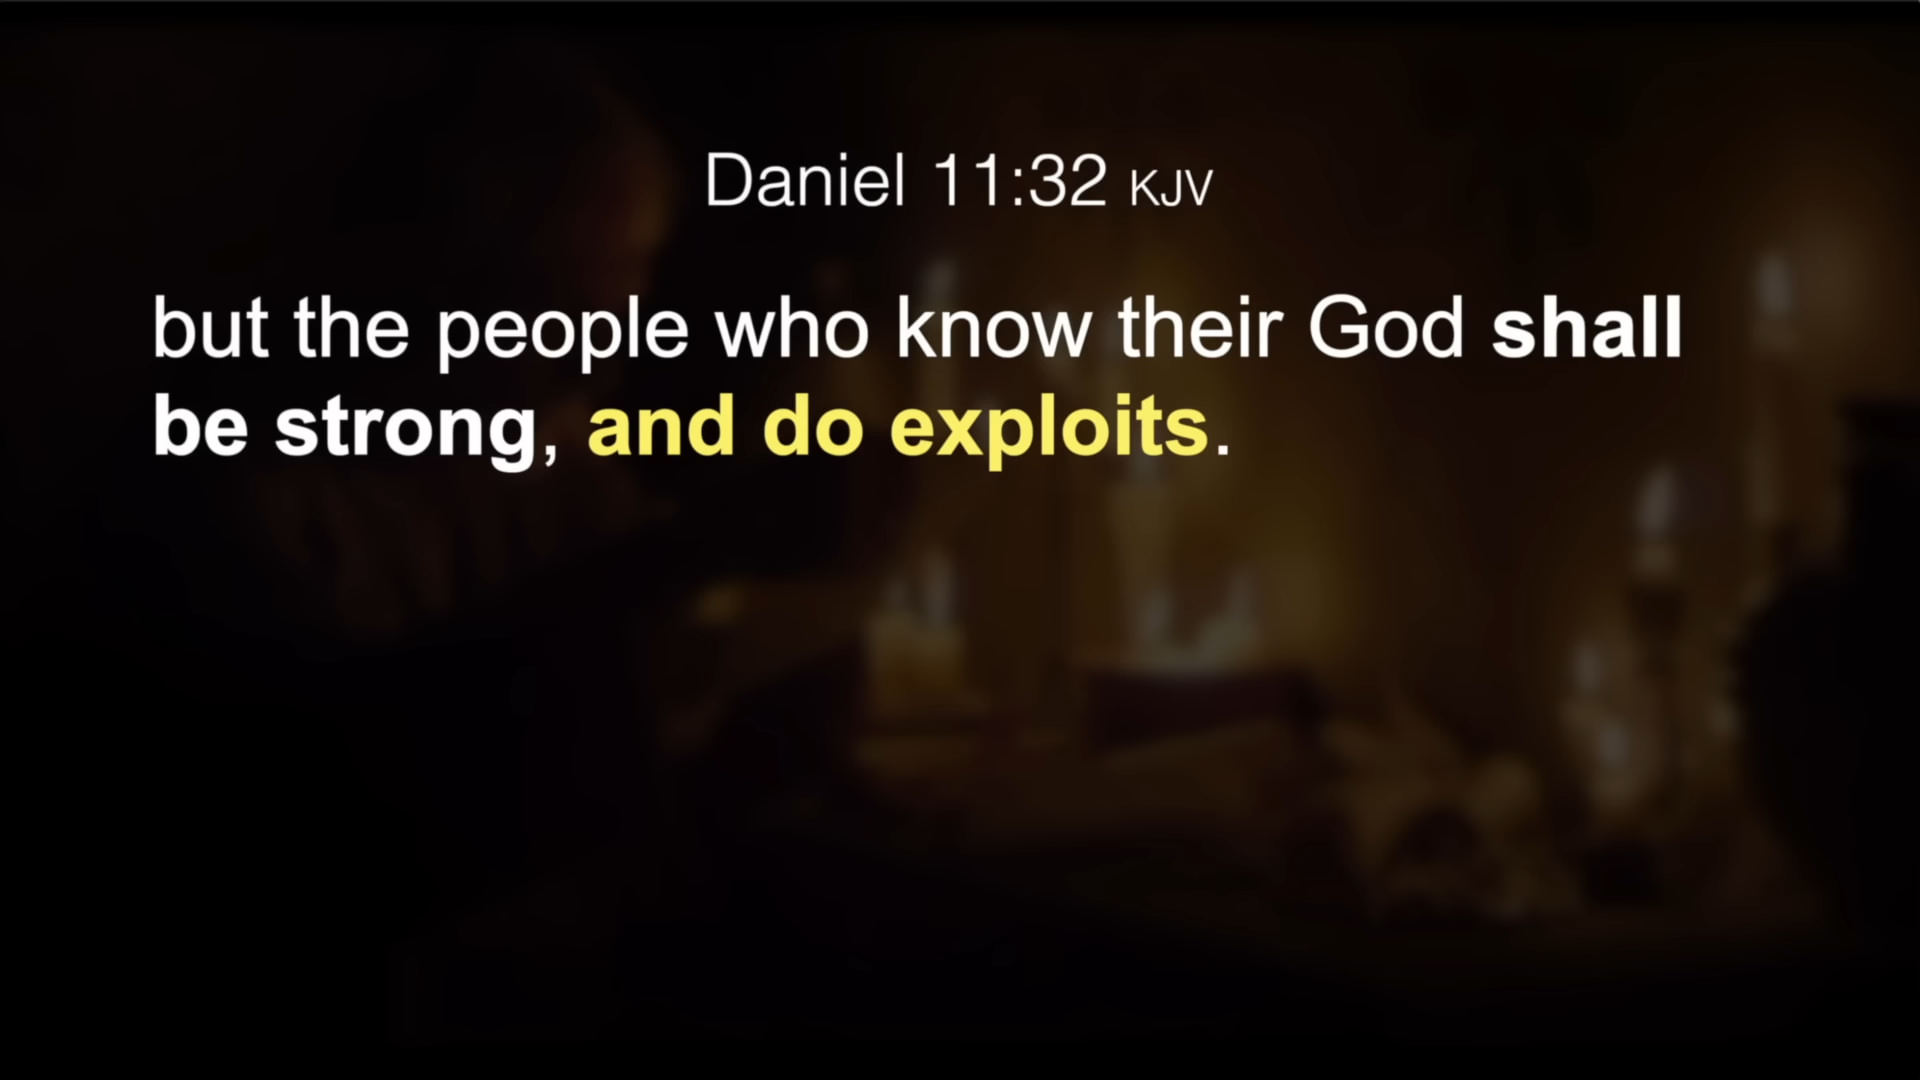 Daniel 11:32 KJV
but the people who know their God shall
be strong, and do exploits.